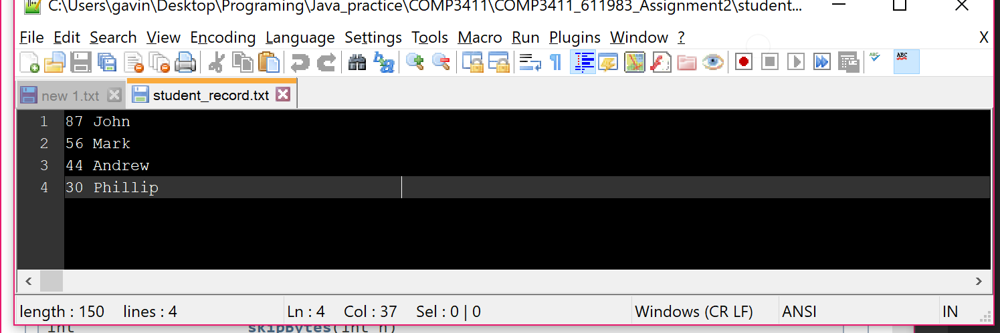 C:\Users\gavin\Desktop\Programing\Java_practice\COMP3411\COMP3411_611983_Assignment2\student...
File Edit Search View Encoding Language Settings Tools Macro Run Plugins Window ? X
ABC ABC
new 1.txt student_record.txt
1 87 John
2 56 Mark
3 44 Andrew
4 30 Phillip
length : 150 lines : 4 Ln : 4 Col : 37 Sel : 0 | 0 Windows (CR LF) ANSI IN
int skipBytes(int n)